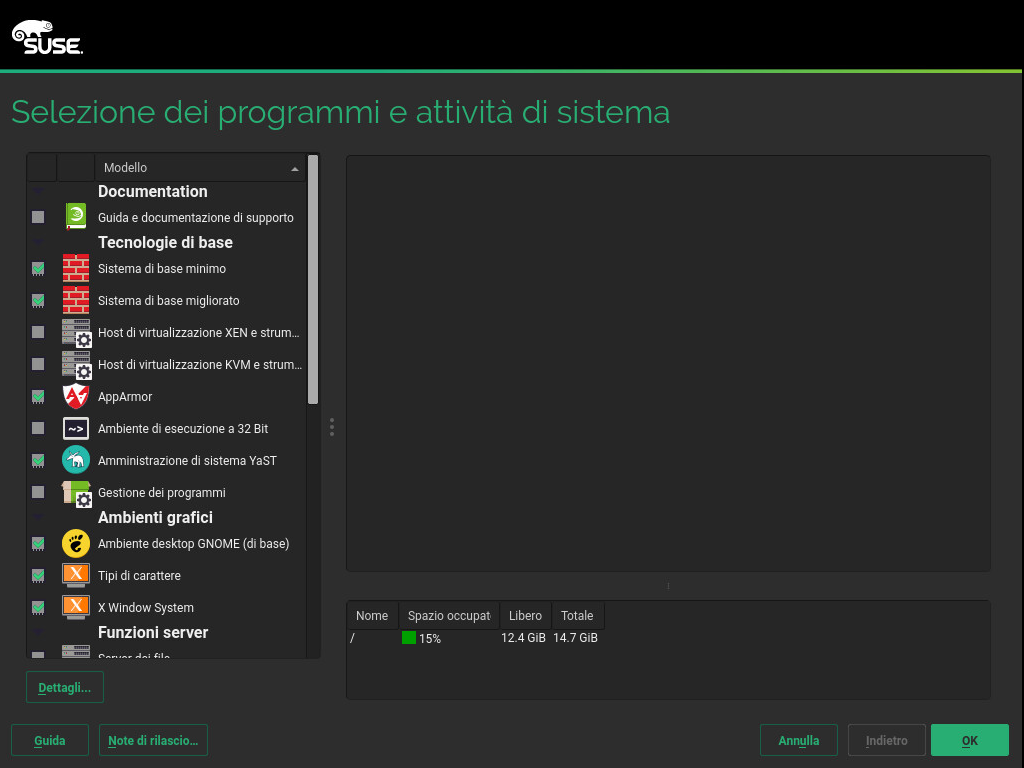 SUSE
Selezione dei programmi e attività di sistema
Modello
Documentation
Guida e documentazione di supporto
Tecnologie di base
Sistema di base minimo
Sistema di base migliorato
Host di virtualizzazione XEN e strum...
Host di virtualizzazione KVM e strum...
AppArmor
~>
Ambiente di esecuzione a 32 Bit
Amministrazione di sistema YaST
Gestione dei programmi
Ambienti grafici
Ambiente desktop GNOME (di base)
X
Tipi di carattere
X
X Window System
Funzioni server
Server dei file
Nome Spazio occupat Libero Totale
/ 15% 12.4 GiB 14.7 GiB
Dettagli...
Guida Note di rilascio... Annulla Indietro OK